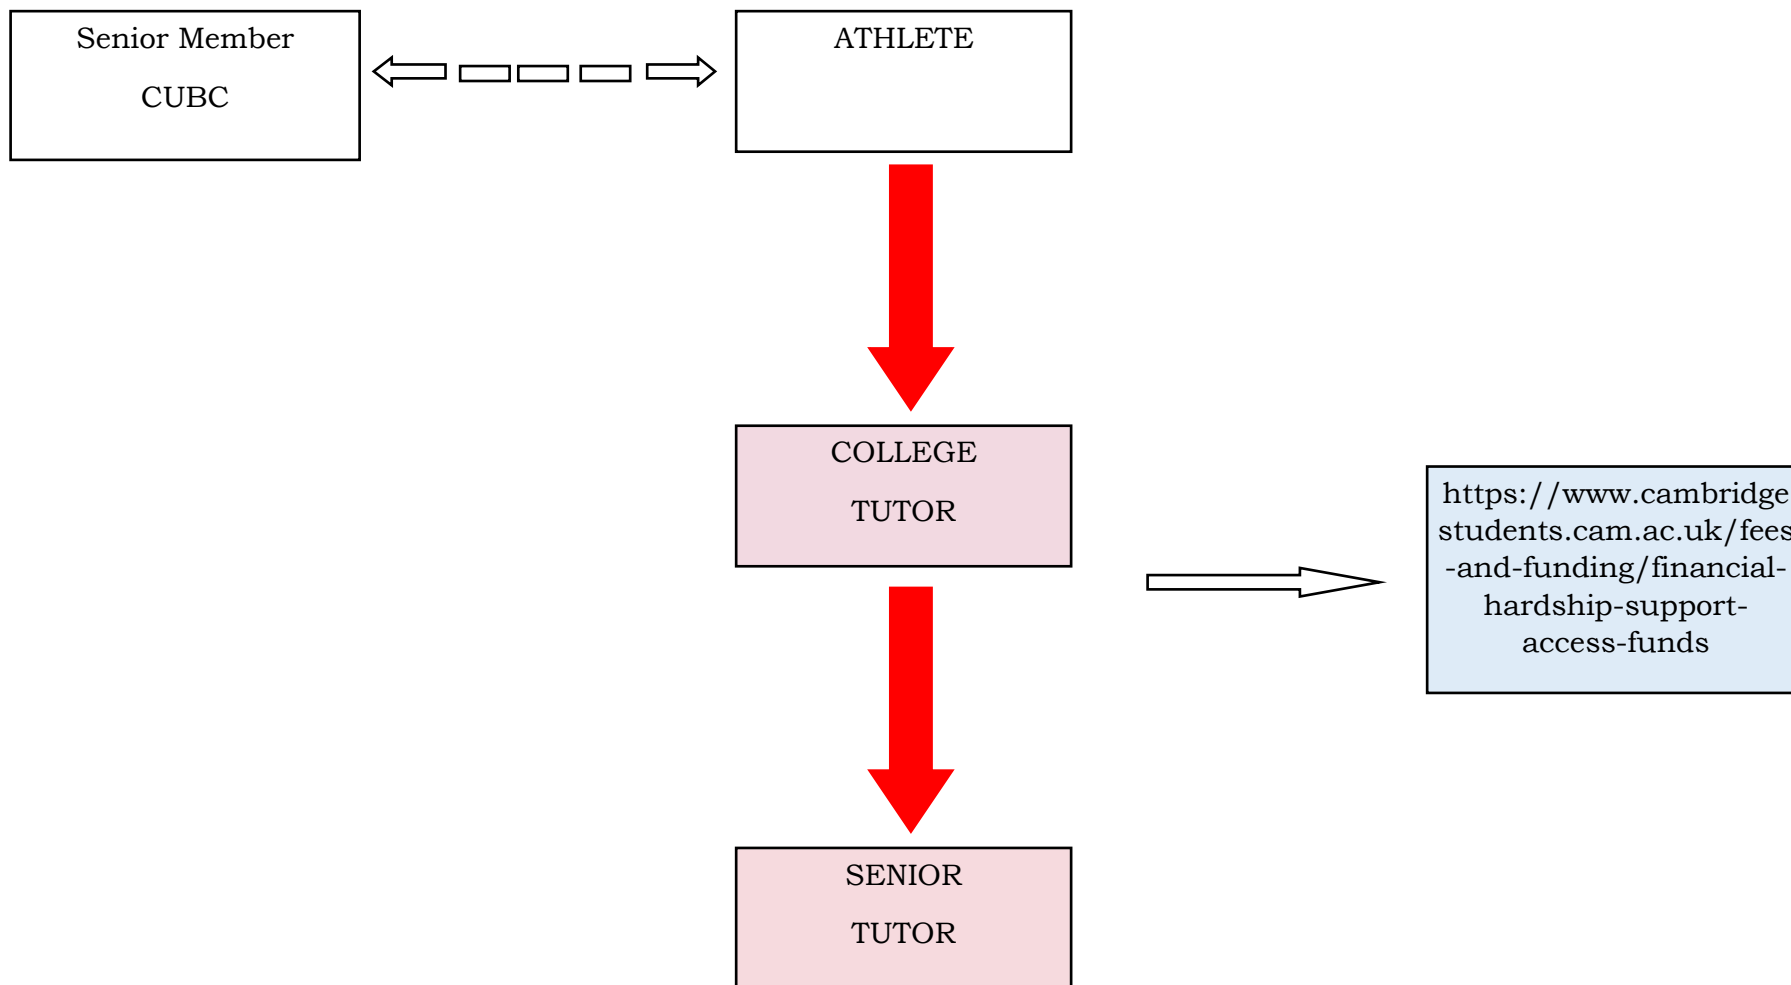 Senior Member
CUBC
ATHLETE
COLLEGE
TUTOR
https://www.cambridge
students.cam.ac.uk/fees
-and-funding/financial-
hardship-support-
access-funds
SENIOR
TUTOR